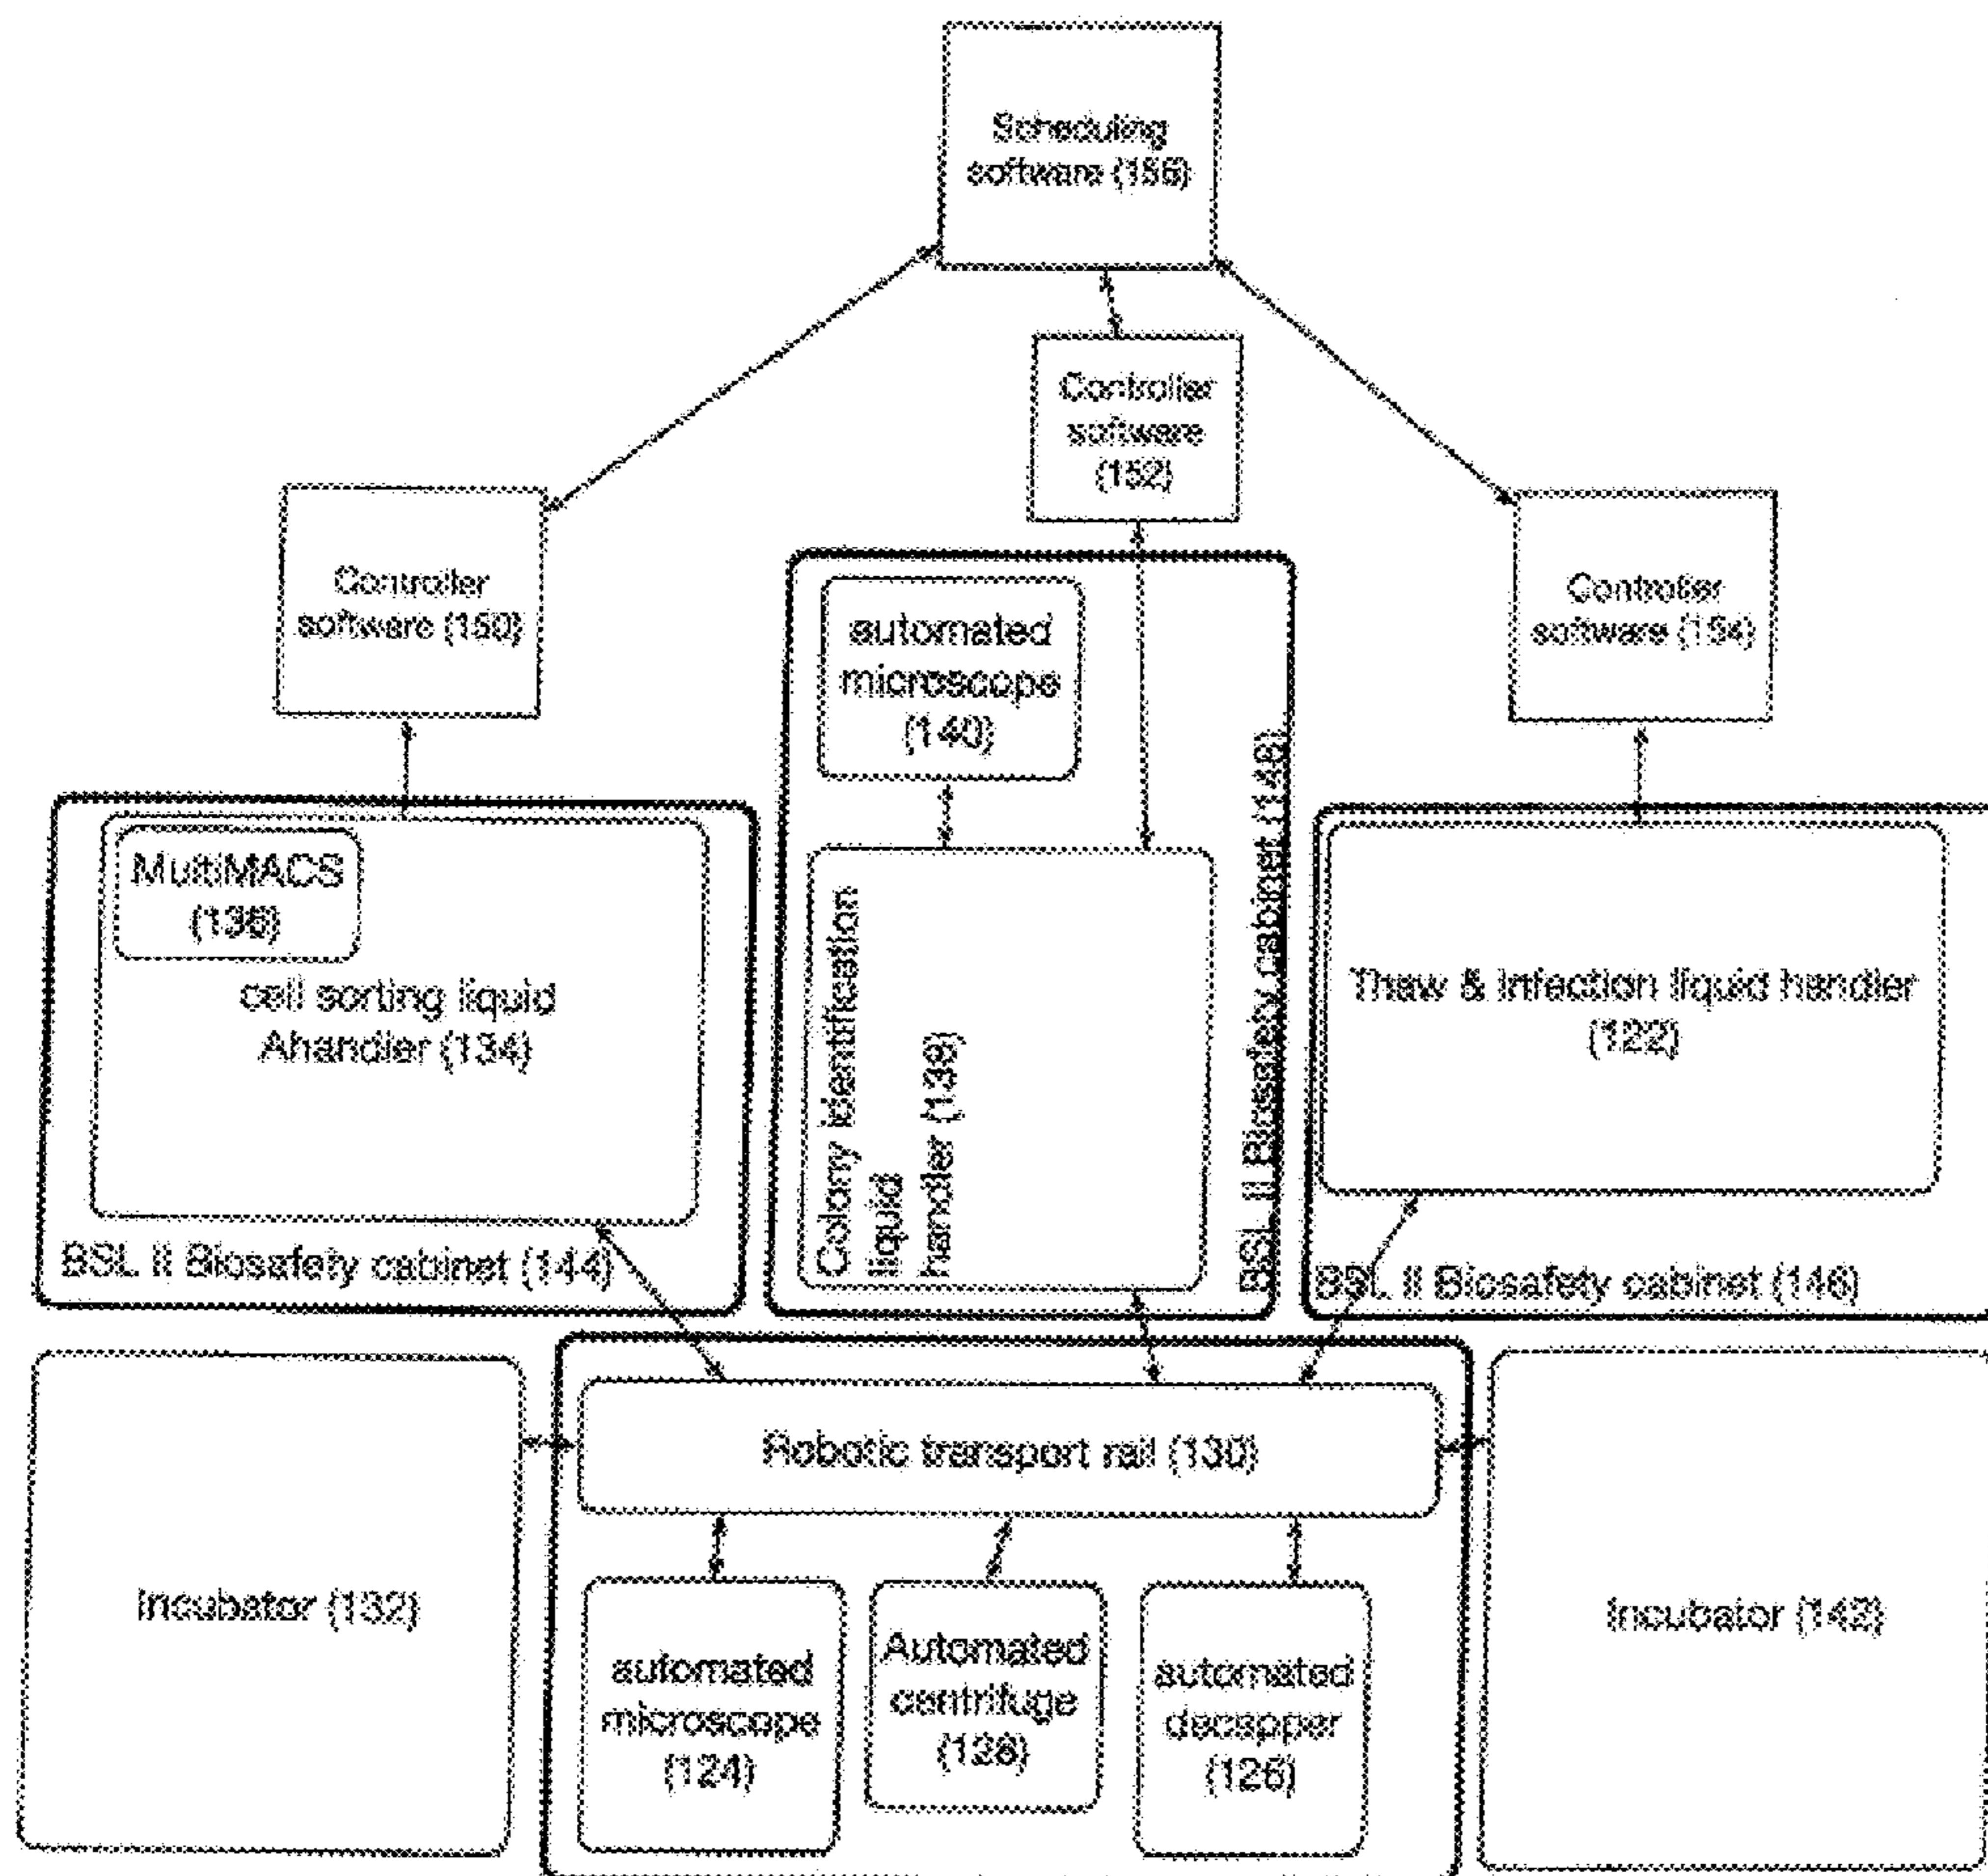 Scheduling
software (156)
Controller
software
(152)
Controller
software (150)
Controller
software (154)
automated
microscope
(140)
MultiMACS
(136)
cell sorting liquid
Ahandler (134)
BSL II Biosafety cabinet (144)
Colony identification
liquid
handler (138)
BSL II Biosafety cabinet (148)
Thaw & infection liquid handler
(122)
BSL II Biosafety cabinet (146)
Robotic transport rail (130)
Incubator (132)
Incubator (142)
automated
microscope
(124)
Automated
centrifuge
(128)
automated
decapper
(126)